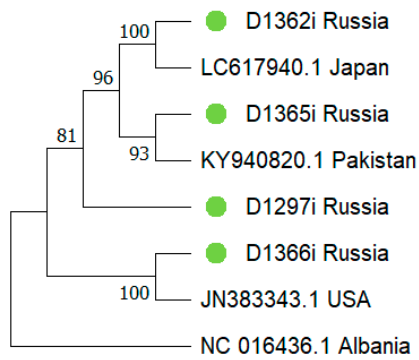 100
D1362i Russia
LC617940.1 Japan
96
D1365i Russia
93
KY940820.1 Pakistan
81
D1297i Russia
D1366i Russia
100
JN383343.1 USA
NC 016436.1 Albania